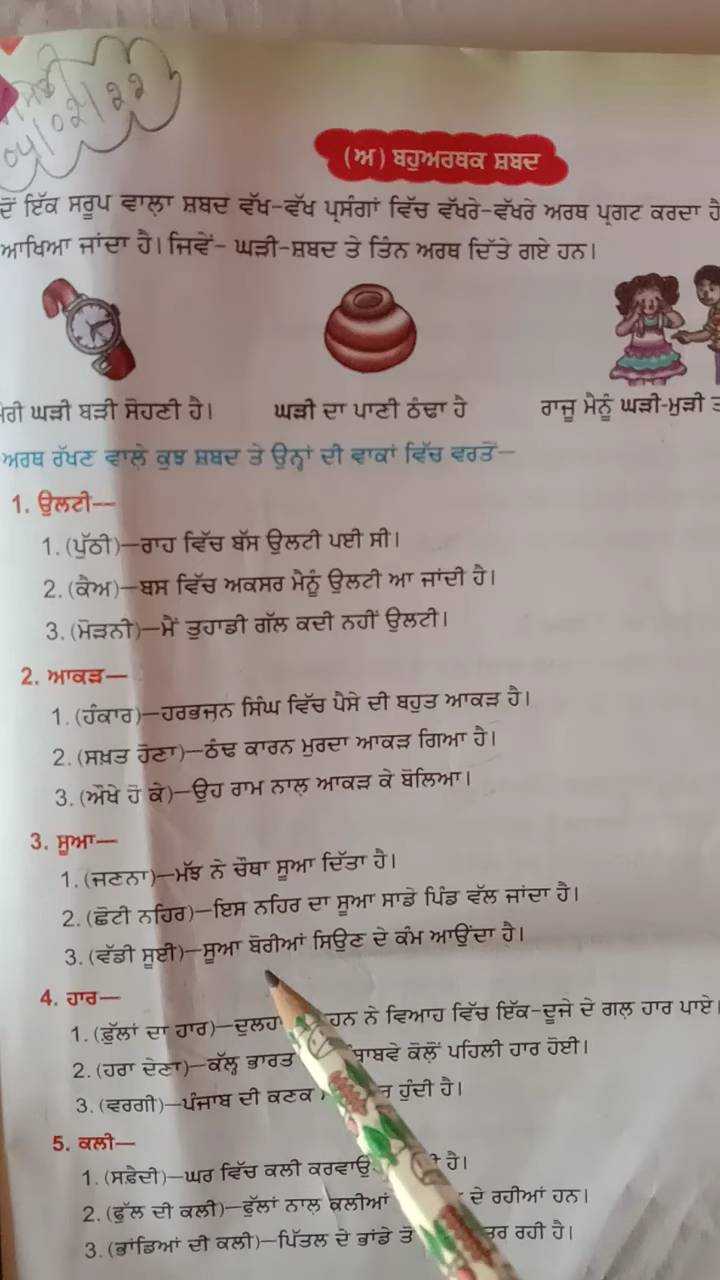 04/02/22
(ਅ) ਬਹੁਅਰਥਕ ਸ਼ਬਦ
ਇੱਕ ਸਰੂਪ ਵਾਲਾ ਸ਼ਬਦ ਵੱਖ-ਵੱਖ ਪ੍ਰਸੰਗਾਂ ਵਿੱਚ ਵੱਖਰੇ-ਵੱਖਰੇ ਅਰਥ ਪ੍ਰਗਟ ਕਰਦਾ ਹੈ
ਆਖਿਆ ਜਾਂਦਾ ਹੈ। ਜਿਵੇਂ- ਘੜੀ-ਸ਼ਬਦ ਤੇ ਤਿੰਨ ਅਰਥ ਦਿੱਤੇ ਗਏ ਹਨ।
ਘੜੀ ਬੜੀ ਸੋਹਣੀ ਹੈ। ਘੜੀ ਦਾ ਪਾਣੀ ਠੰਢਾ ਹੈ ਰਾਜੂ ਮੈਨੂੰ ਘੜੀ-ਮੁੜੀ
ਅਰਥ ਰੱਖਣ ਵਾਲੇ ਕੁਝ ਸ਼ਬਦ ਤੇ ਉਨ੍ਹਾਂ ਦੀ ਵਾਕਾਂ ਵਿੱਚ ਵਰਤੋਂ—
1. ਉਲਟੀ—
1. (ਪੁੱਠੀ)—ਰਾਹ ਵਿੱਚ ਬੱਸ ਉਲਟੀ ਪਈ ਸੀ।
2. (ਕੈਅ)—ਬਸ ਵਿੱਚ ਅਕਸਰ ਮੈਨੂੰ ਉਲਟੀ ਆ ਜਾਂਦੀ ਹੈ।
3. (ਮੋੜਨੀ)—ਮੈਂ ਤੁਹਾਡੀ ਗੱਲ ਕਦੀ ਨਹੀਂ ਉਲਟੀ।
2. ਆਕੜ—
1. (ਹੰਕਾਰ)—ਹਰਭਜਨ ਸਿੰਘ ਵਿੱਚ ਪੈਸੇ ਦੀ ਬਹੁਤ ਆਕੜ ਹੈ।
2. (ਸਖ਼ਤ ਹੋਣਾ)—ਠੰਢ ਕਾਰਨ ਮੁਰਦਾ ਆਕੜ ਗਿਆ ਹੈ।
3. (ਔਖੇ ਹੋ ਕੇ)—ਉਹ ਰਾਮ ਨਾਲ਼ ਆਕੜ ਕੇ ਬੋਲਿਆ।
3. ਸੂਆ—
1. (ਜਣਨਾ)—ਮੱਝ ਨੇ ਚੌਥਾ ਸੂਆ ਦਿੱਤਾ ਹੈ।
2. (ਛੋਟੀ ਨਹਿਰ)—ਇਸ ਨਹਿਰ ਦਾ ਸੂਆ ਸਾਡੇ ਪਿੰਡ ਵੱਲ ਜਾਂਦਾ ਹੈ।
3. (ਵੱਡੀ ਸੂਈ)—ਸੂਆ ਬੋਰੀਆਂ ਸਿਉਣ ਦੇ ਕੰਮ ਆਉਂਦਾ ਹੈ।
4. ਹਾਰ—
1. (ਫੁੱਲਾਂ ਦਾ ਹਾਰ)—ਨੇ ਵਿਆਹ ਵਿੱਚ ਇੱਕ-ਦੂਜੇ ਦੇ ਗਲ਼ ਹਾਰ ਪਾਏ।
2. (ਹਰਾ ਦੇਣਾ)—ਕੱਲ੍ਹ ਭਾਰਤ ਕੋਲ਼ੋਂ ਪਹਿਲੀ ਹਾਰ ਹੋਈ।
3. (ਵਰਗੀ)—ਪੰਜਾਬ ਦੀ ਕਣਕ ਹੁੰਦੀ ਹੈ।
5. ਕਲੀ—
1. (ਸਫ਼ੈਦੀ)—ਘਰ ਵਿੱਚ ਕਲੀ ਹੈ।
2. (ਫੁੱਲ ਦੀ ਕਲੀ)—ਫੁੱਲਾਂ ਨਾਲ਼ ਕਲੀਆਂ ਦੇ ਰਹੀਆਂ ਹਨ।
3. (ਭਾਂਡਿਆਂ ਦੀ ਕਲੀ)—ਪਿੱਤਲ ਦੇ ਭਾਂਡੇ ਤੋਂ ਰਹੀ ਹੈ।